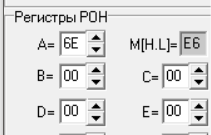 Регистры РОН
A= 6E M[H.L]= E6
B= 00 C= 00
D= 00 E= 00